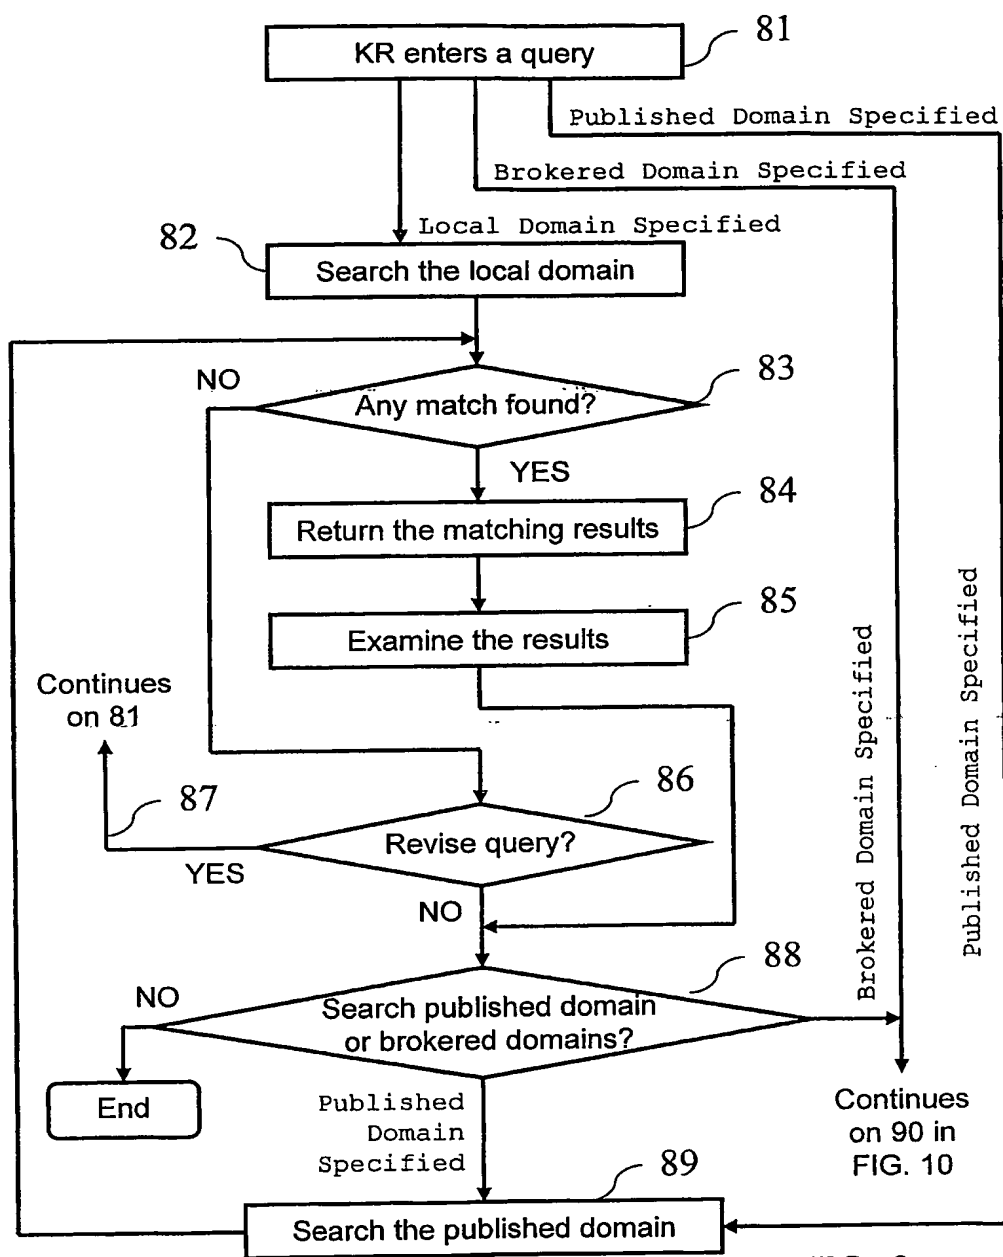 81
KR enters a query
Published Domain Specified
Brokered Domain Specified
Local Domain Specified
82
Search the local domain
NO
83
Any match found?
YES
84
Return the matching results
85
Examine the results
Continues
on 81
87
86
Revise query?
YES
NO
Brokered Domain Specified
Published Domain Specified
88
NO
Search published domain
or brokered domains?
End
Published
Domain
Specified
Continues
on 90 in
FIG. 10
89
Search the published domain